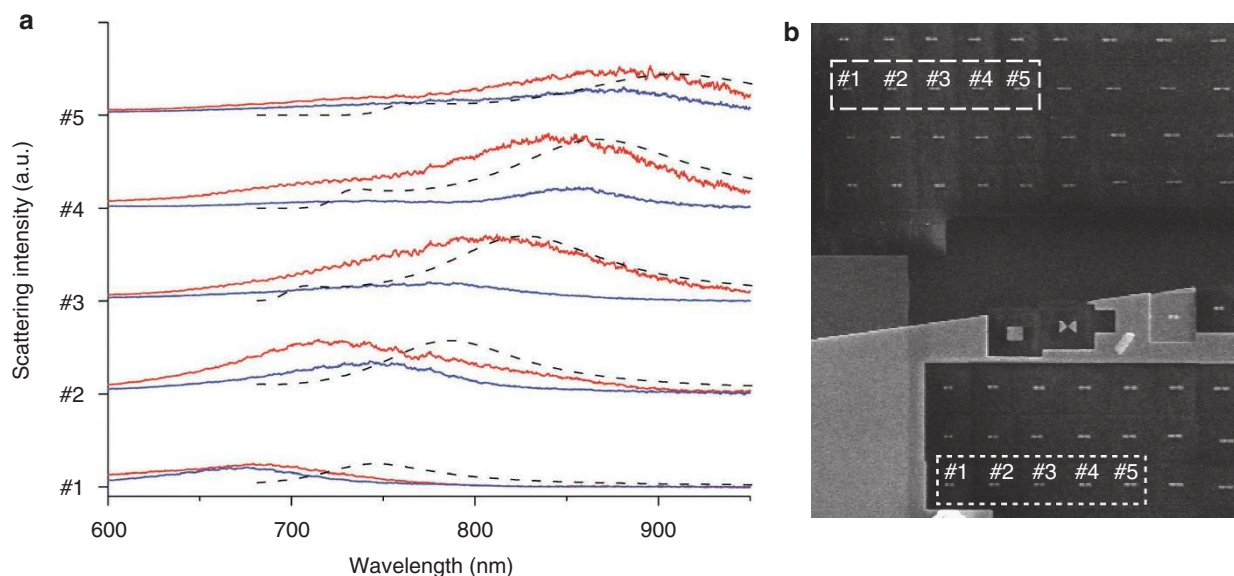 a
Scattering intensity (a.u.)
#5
#4
#3
#2
#1
600
700
800
900
Wavelength (nm)
b
#1 #2 #3 #4 #5
#1 #2 #3 #4 #5